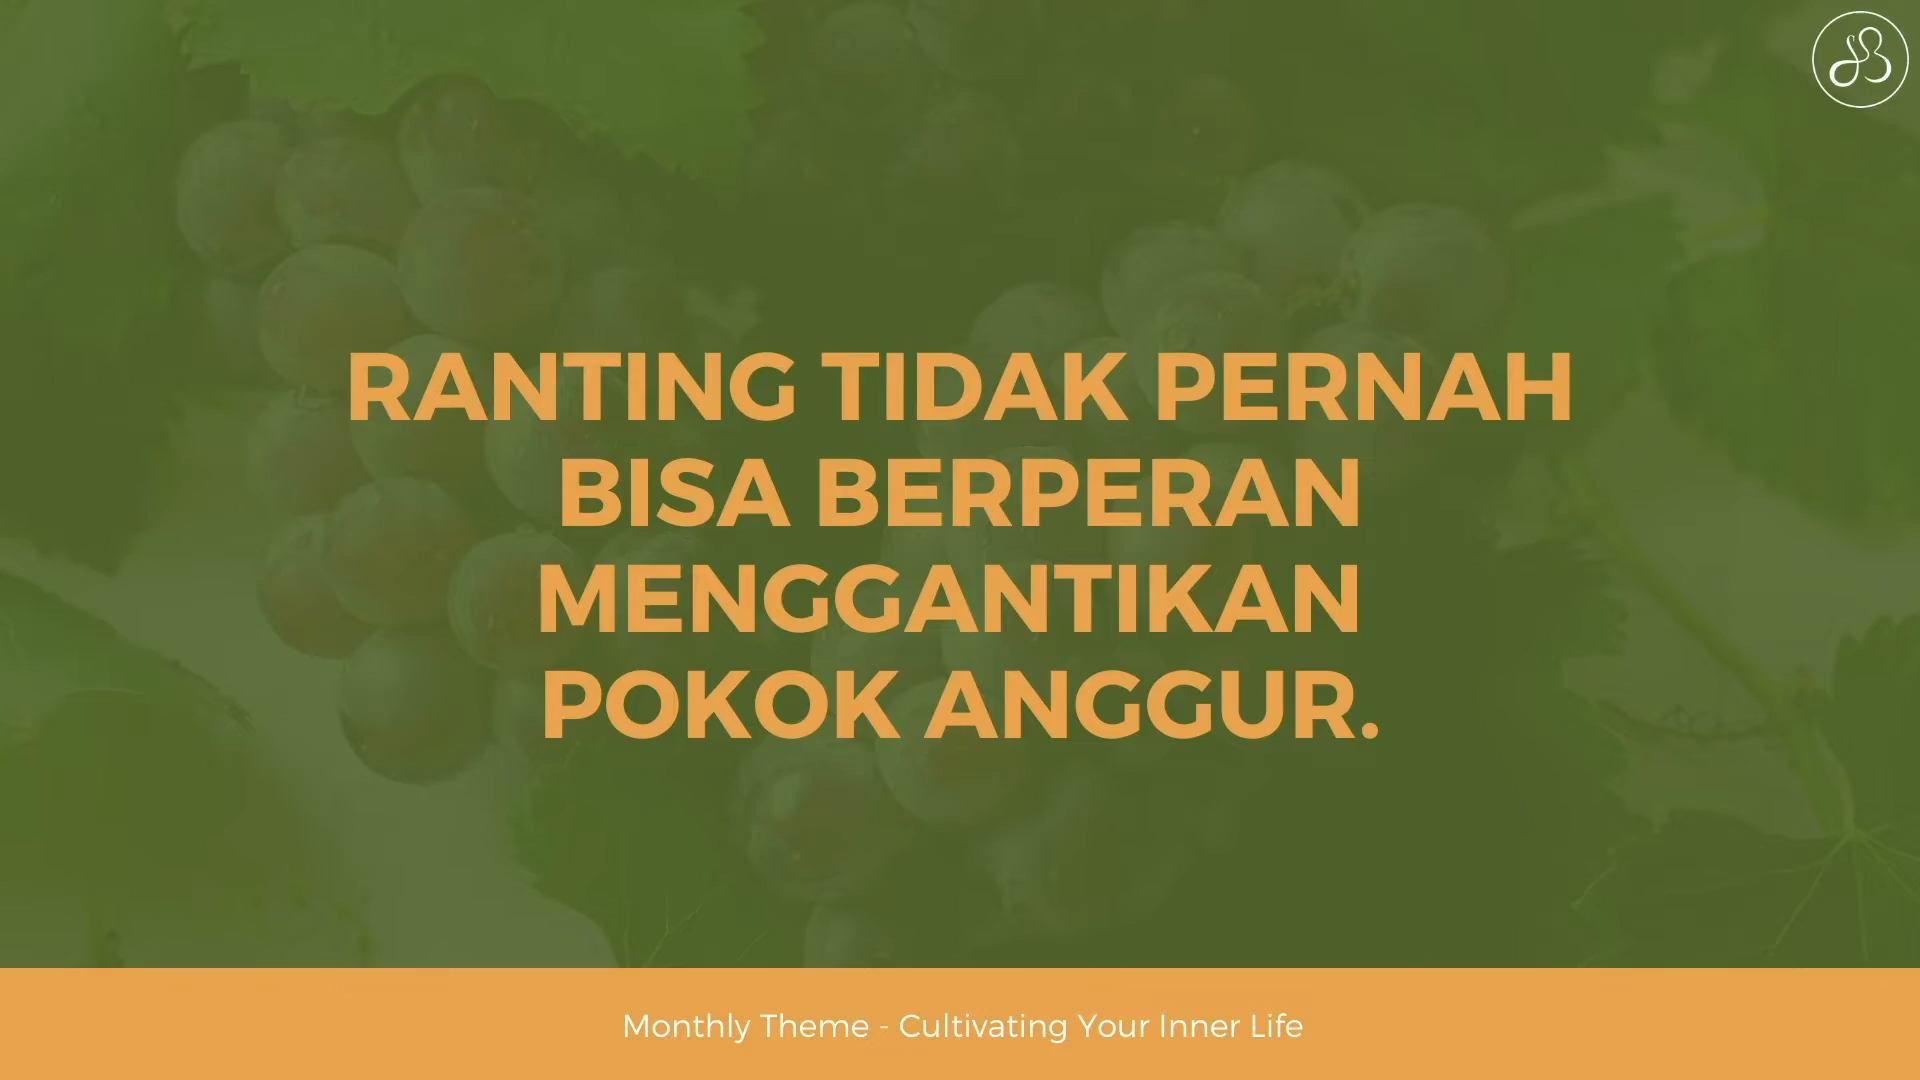 RANTING TIDAK PERNAH
BISA BERPERAN
MENGGANTIKAN
POKOK ANGGUR.
Monthly Theme - Cultivating Your Inner Life